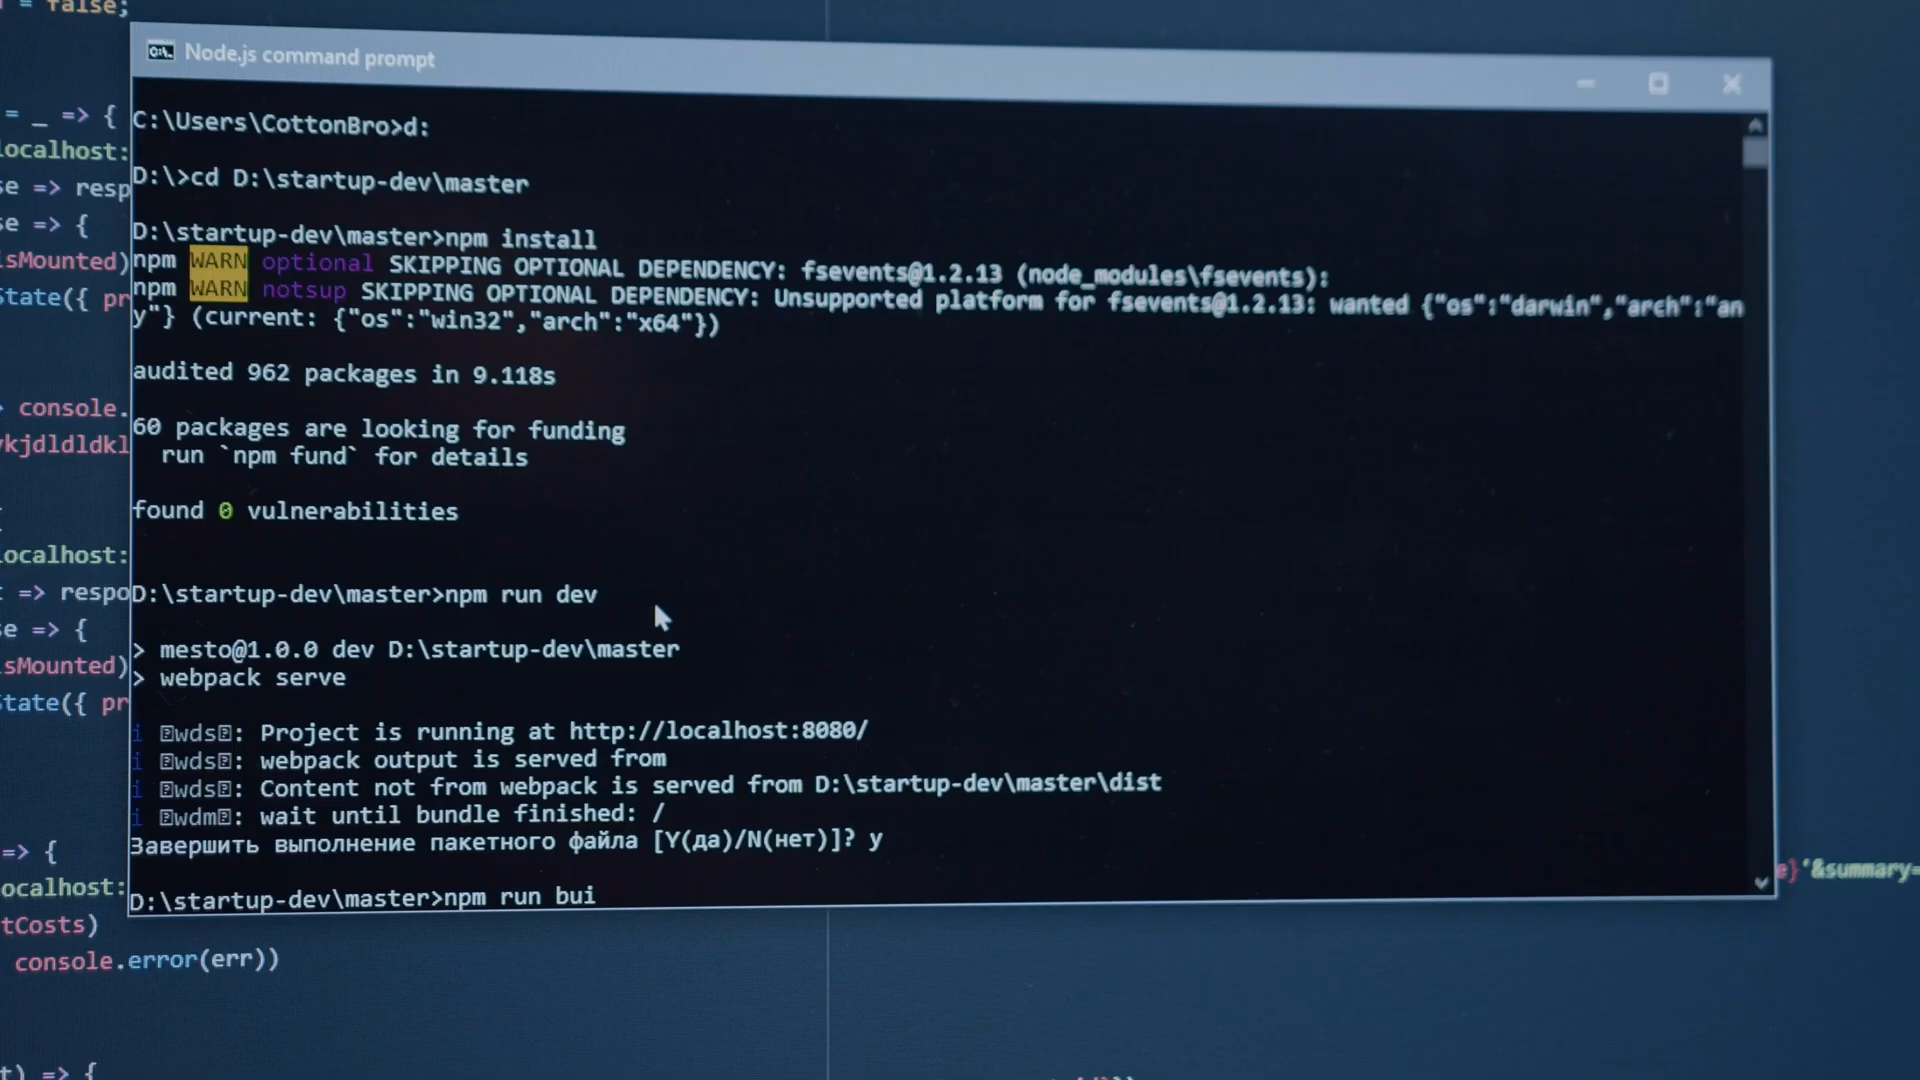 = false;
Node.js command prompt
C:\Users\CottonBro>d:
D:\>cd D:\startup-dev\master
D:\startup-dev\master>npm install
npm WARN optional SKIPPING OPTIONAL DEPENDENCY: fsevents@1.2.13 (node_modules\fsevents):
npm WARN notsup SKIPPING OPTIONAL DEPENDENCY: Unsupported platform for fsevents@1.2.13: wanted {"os":"darwin","arch":"an
y"} (current: {"os":"win32","arch":"x64"})
audited 962 packages in 9.118s
60 packages are looking for funding
run `npm fund` for details
found 0 vulnerabilities
D:\startup-dev\master>npm run dev
> mesto@1.0.0 dev D:\startup-dev\master
> webpack serve
i wds: Project is running at http://localhost:8080/
i wds: webpack output is served from
i wds: Content not from webpack is served from D:\startup-dev\master\dist
i wdm: wait until bundle finished: /
Завершить выполнение пакетного файла [Y(да)/N(нет)]? y
D:\startup-dev\master>npm run bui
= _ => {
ocalhost:
se => resp
se => {
sMounted)
State({ pr
> console.
kjdldldkl
ocalhost:
t => respo
se => {
sMounted)
State({ pr
=> {
ocalhost:
tCosts)
console.error(err))
t) => {
e}'&summary=